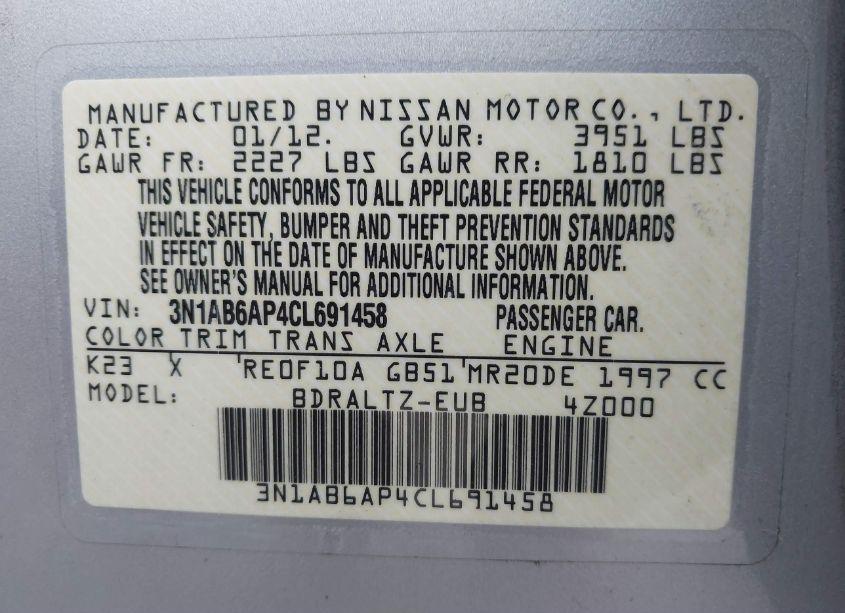 MANUFACTURED BY NISSAN MOTOR CO., LTD.
DATE: 01/12. GVWR: 3951 LBS
GAWR FR: 2227 LBS GAWR RR: 1810 LBS
THIS VEHICLE CONFORMS TO ALL APPLICABLE FEDERAL MOTOR
VEHICLE SAFETY, BUMPER AND THEFT PREVENTION STANDARDS
IN EFFECT ON THE DATE OF MANUFACTURE SHOWN ABOVE.
SEE OWNER'S MANUAL FOR ADDITIONAL INFORMATION.
VIN: 3N1AB6AP4CL691458 PASSENGER CAR.
COLOR TRIM TRANS AXLE ENGINE
K23 X RE0F10A GB51 MR20DE 1997 CC
MODEL: BDRALTZ-EUB 4Z000
3N1AB6AP4CL691458